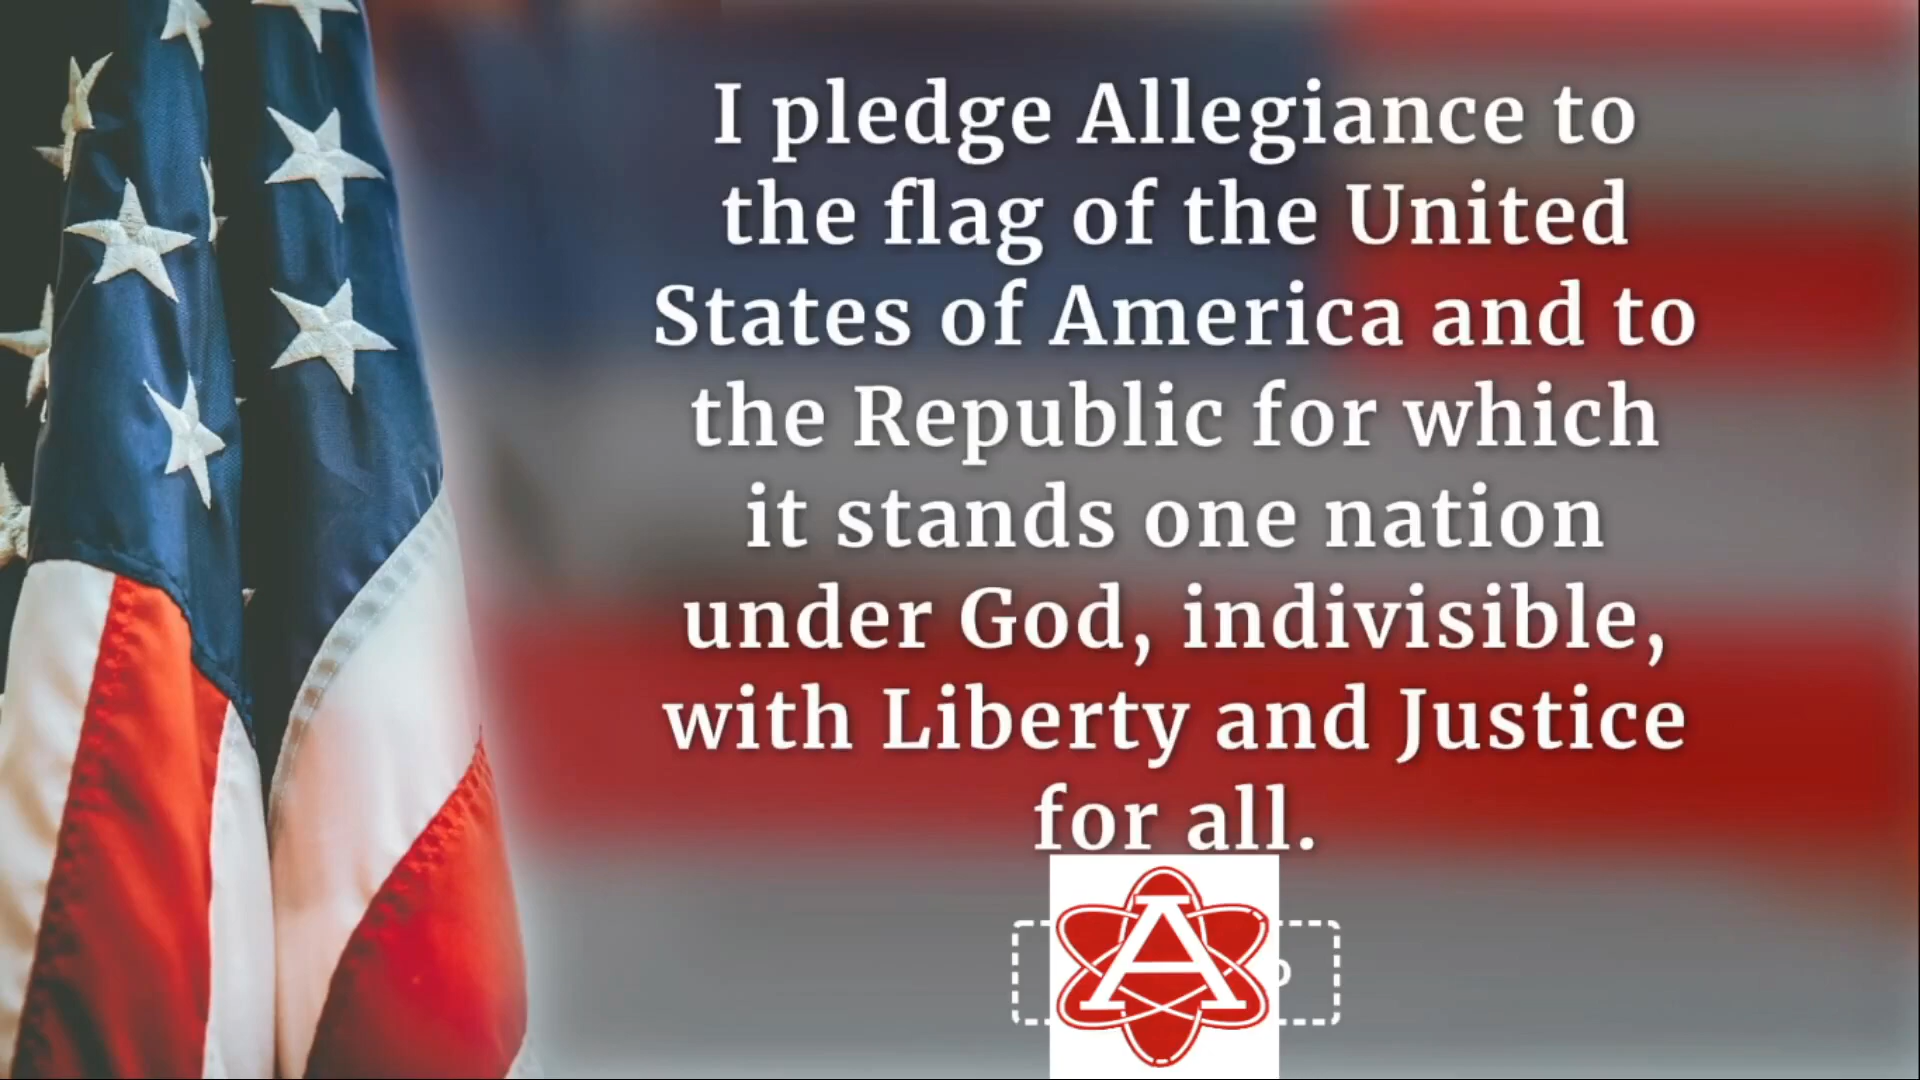 I pledge Allegiance to
the flag of the United
States of America and to
the Republic for which
it stands one nation
under God, indivisible,
with Liberty and Justice
for all.
A